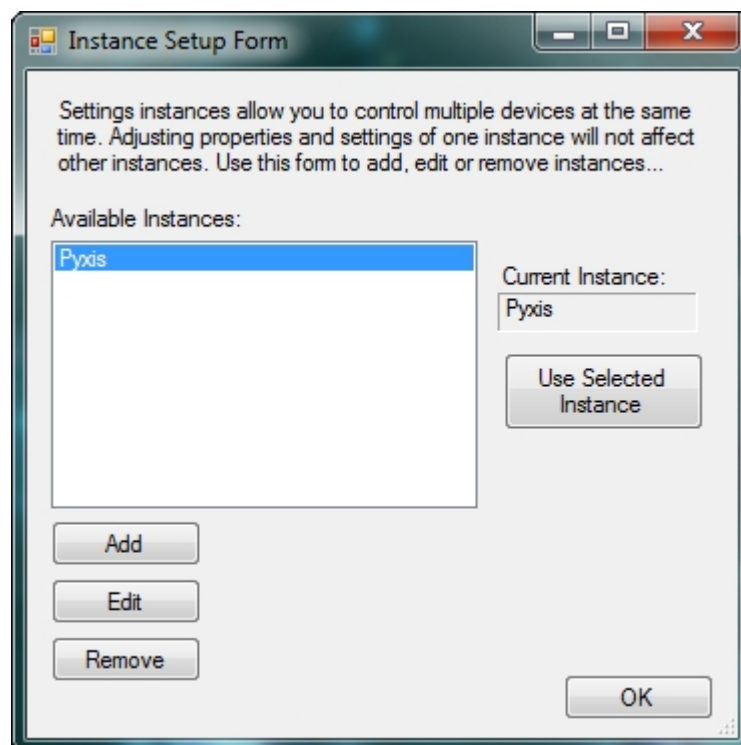 Instance Setup Form
Settings instances allow you to control multiple devices at the same
time. Adjusting properties and settings of one instance will not affect
other instances. Use this form to add, edit or remove instances...
Available Instances:
Pyxis
Current Instance:
Pyxis
Use Selected
Instance
Add
Edit
Remove
OK